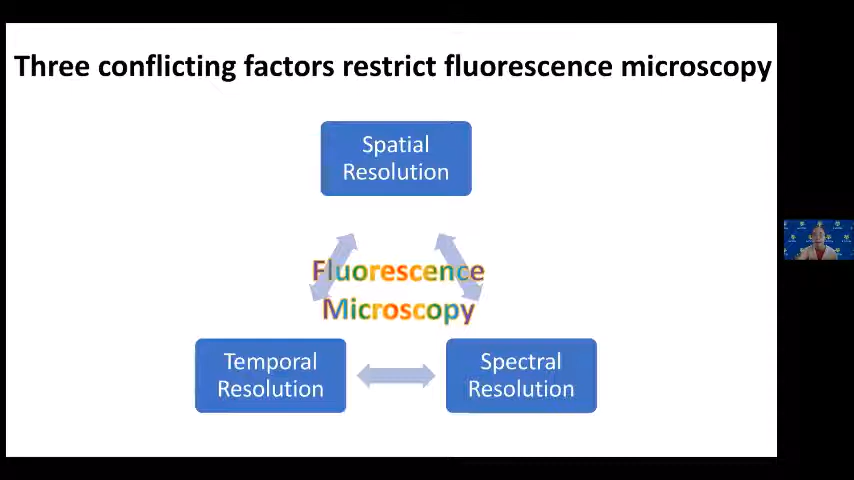 Three conflicting factors restrict fluorescence microscopy
Spatial
Resolution
Fluorescence
Microscopy
Temporal
Resolution
Spectral
Resolution